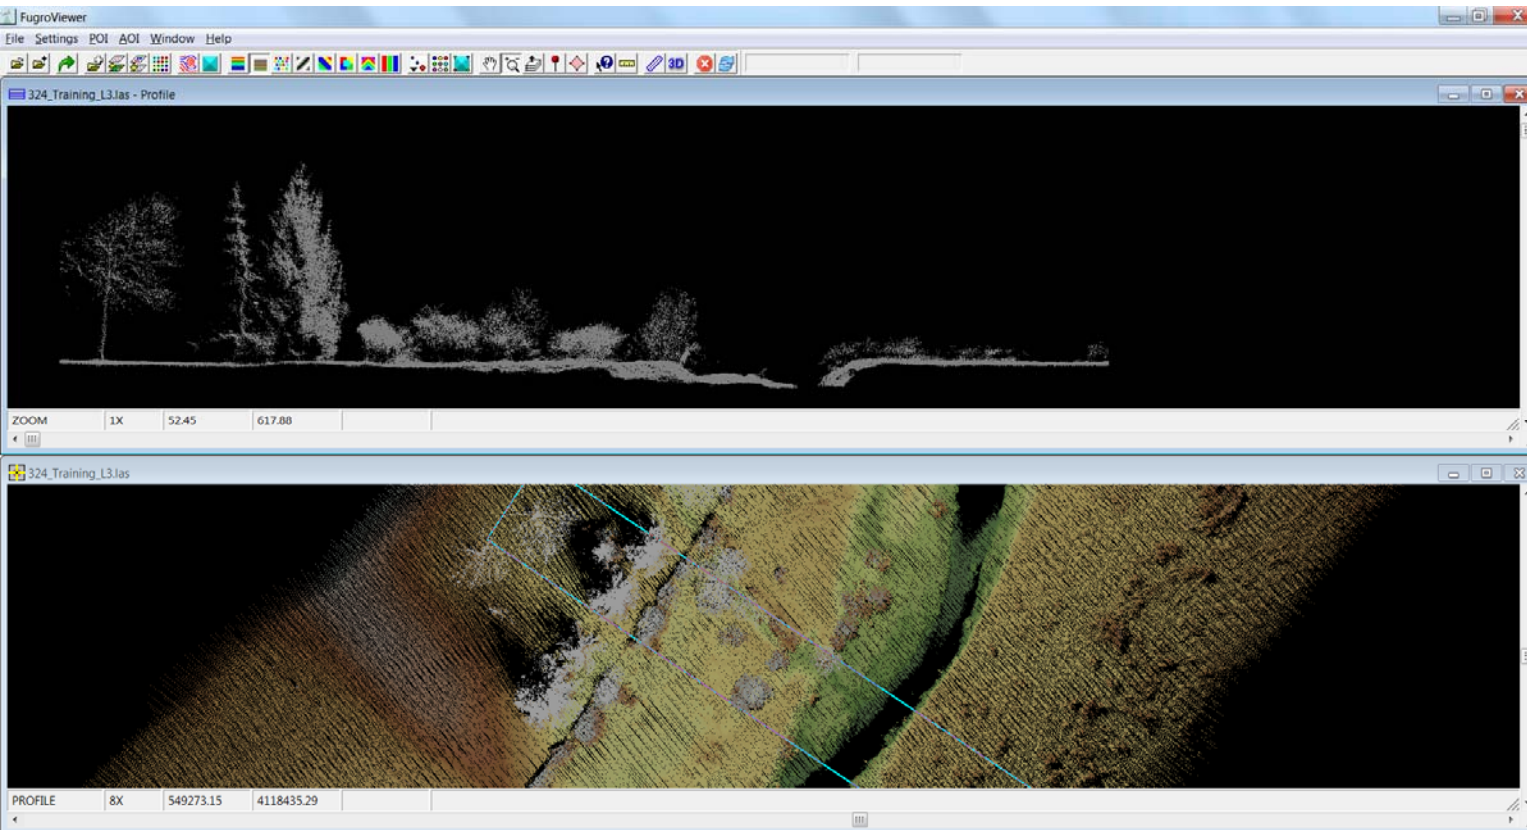 FugroViewer
File Settings POI AOI Window Help
3D
324_Training_L3.las - Profile
ZOOM 1X 52.45 617.88
324_Training_L3.las
PROFILE 8X 549273.15 4118435.29